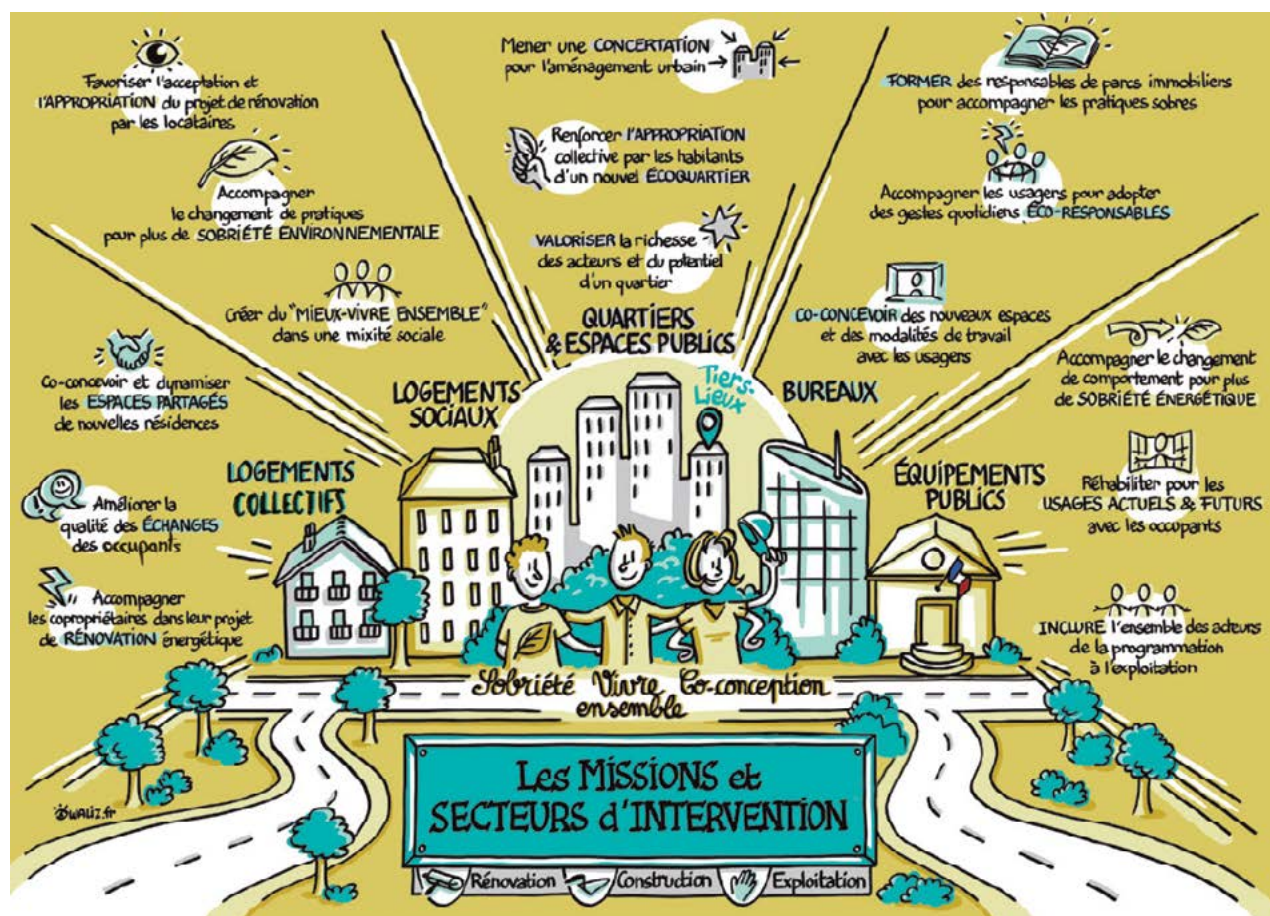 Favoriser l'acceptation et
l'APPROPRIATION du projet de rénovation
par les locataires
Accompagner
le changement de pratiques
pour plus de SOBRIÉTÉ ENVIRONNEMENTALE
Créer du "MIEUX-VIVRE ENSEMBLE"
dans une mixité sociale
LOGEMENTS
SOCIAUX
Co-concevoir et dynamiser
les ESPACES PARTAGÉS
de nouvelles résidences
Améliorer la
qualité des ÉCHANGES
des occupants
Accompagner
les copropriétaires dans leur projet
de RÉNOVATION énergétique
LOGEMENTS
COLLECTIFS
Mener une CONCERTATION
pour l'aménagement urbain
Renforcer l'APPROPRIATION
collective par les habitants
d'un nouvel ÉCOQUARTIER
VALORISER la richesse
des acteurs et du potentiel
d'un quartier
QUARTIERS
& ESPACES PUBLICS
Tiers-
Lieux
FORMER des responsables de parcs immobiliers
pour accompagner les pratiques sobres
Accompagner les usagers pour adopter
des gestes quotidiens ÉCO-RESPONSABLES
CO-CONCEVOIR des nouveaux espaces
et des modalités de travail
avec les usagers
BUREAUX
Accompagner le changement
de comportement pour plus
de SOBRIÉTÉ ÉNERGÉTIQUE
Réhabiliter pour les
USAGES ACTUELS & FUTURS
avec les occupants
INCLURE l'ensemble des acteurs
de la programmation
à l'exploitation
ÉQUIPEMENTS
PUBLICS
Sobriété Vivre Co-conception
ensemble
Les MISSIONS et
SECTEURS d'INTERVENTION
Rénovation Construction Exploitation
WALIZ.fr